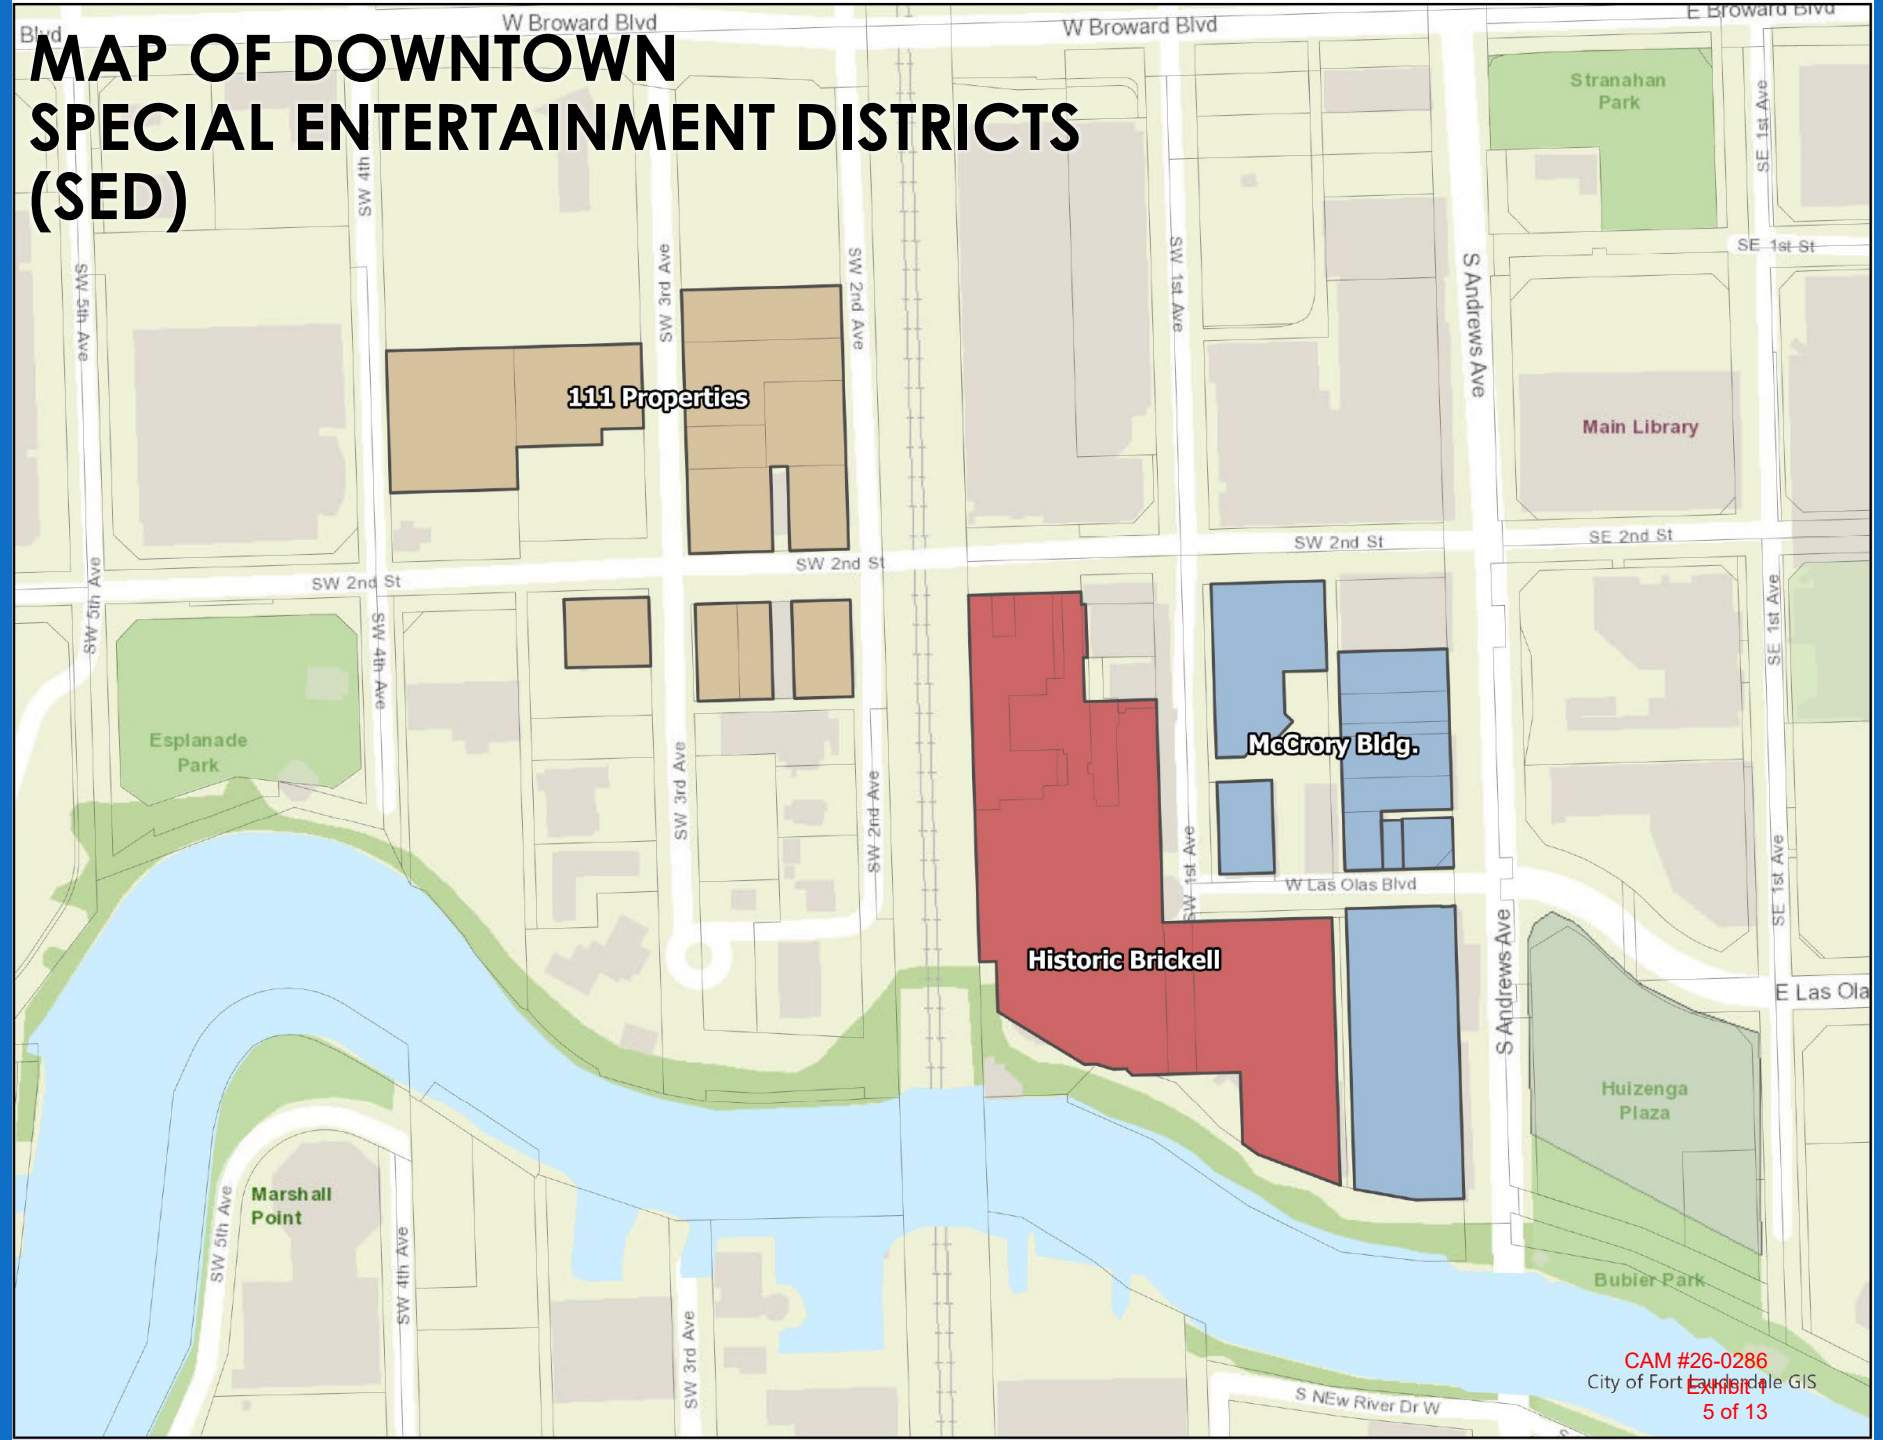 MAP OF DOWNTOWN
SPECIAL ENTERTAINMENT DISTRICTS
(SED)
Blvd
W Broward Blvd
W Broward Blvd
E Broward Blvd
Stranahan
Park
SE 1st Ave
SW 4th
SE 1st St
SW 5th Ave
SW 3rd Ave
SW 2nd Ave
SW 1st Ave
S Andrews Ave
111 Properties
Main Library
SW 2nd St
SW 2nd St
SW 2nd St
SE 2nd St
SW 5th Ave
SW 4th Ave
SE 1st Ave
Esplanade
Park
McCrory Bldg.
SW 3rd Ave
SW 2nd Ave
SW 1st Ave
W Las Olas Blvd
SE 1st Ave
Historic Brickell
S Andrews Ave
E Las Ola
Huizenga
Plaza
Marshall
Point
SW 5th Ave
SW 4th Ave
SW 3rd Ave
Bubier Park
S NEw River Dr W
CAM #26-0286
City of Fort Lauderdale GIS
Exhibit 1
5 of 13